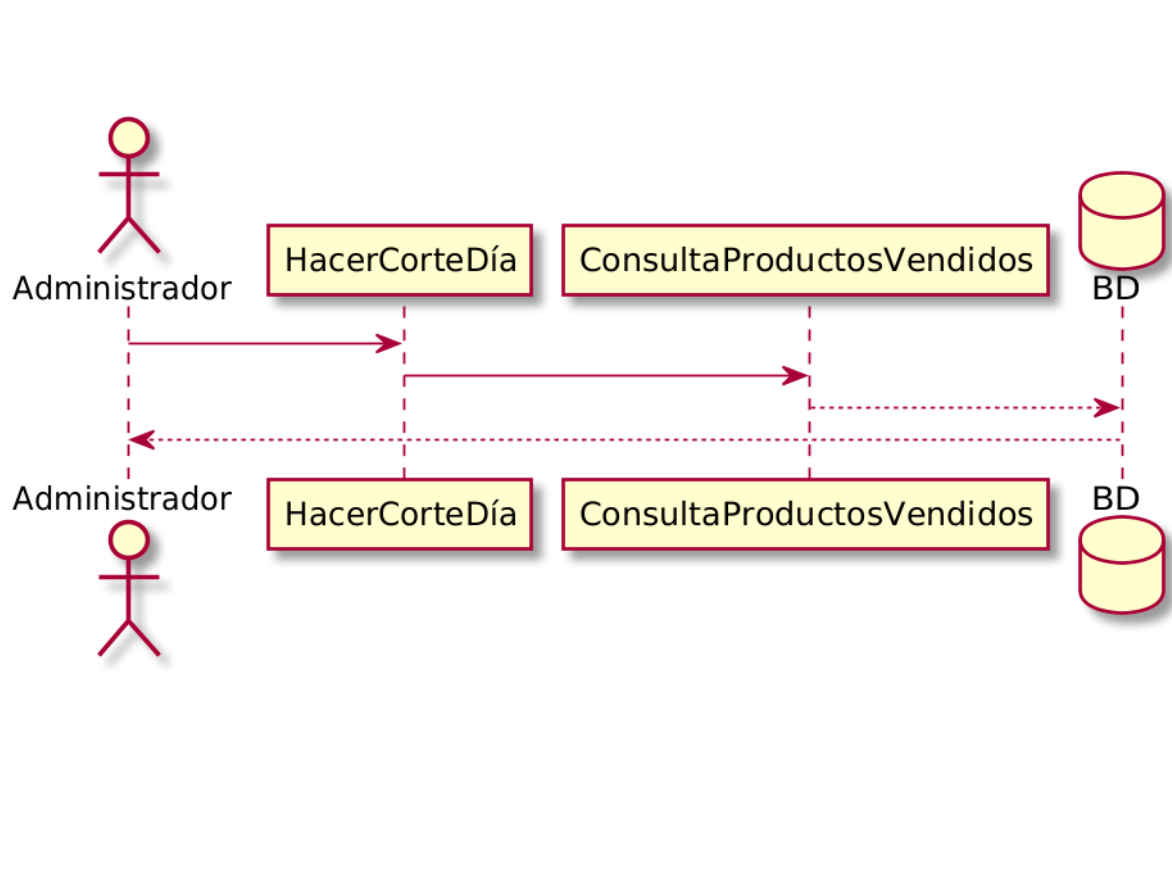 Administrador
HacerCorteDía
ConsultaProductosVendidos
BD
Administrador
HacerCorteDía
ConsultaProductosVendidos
BD